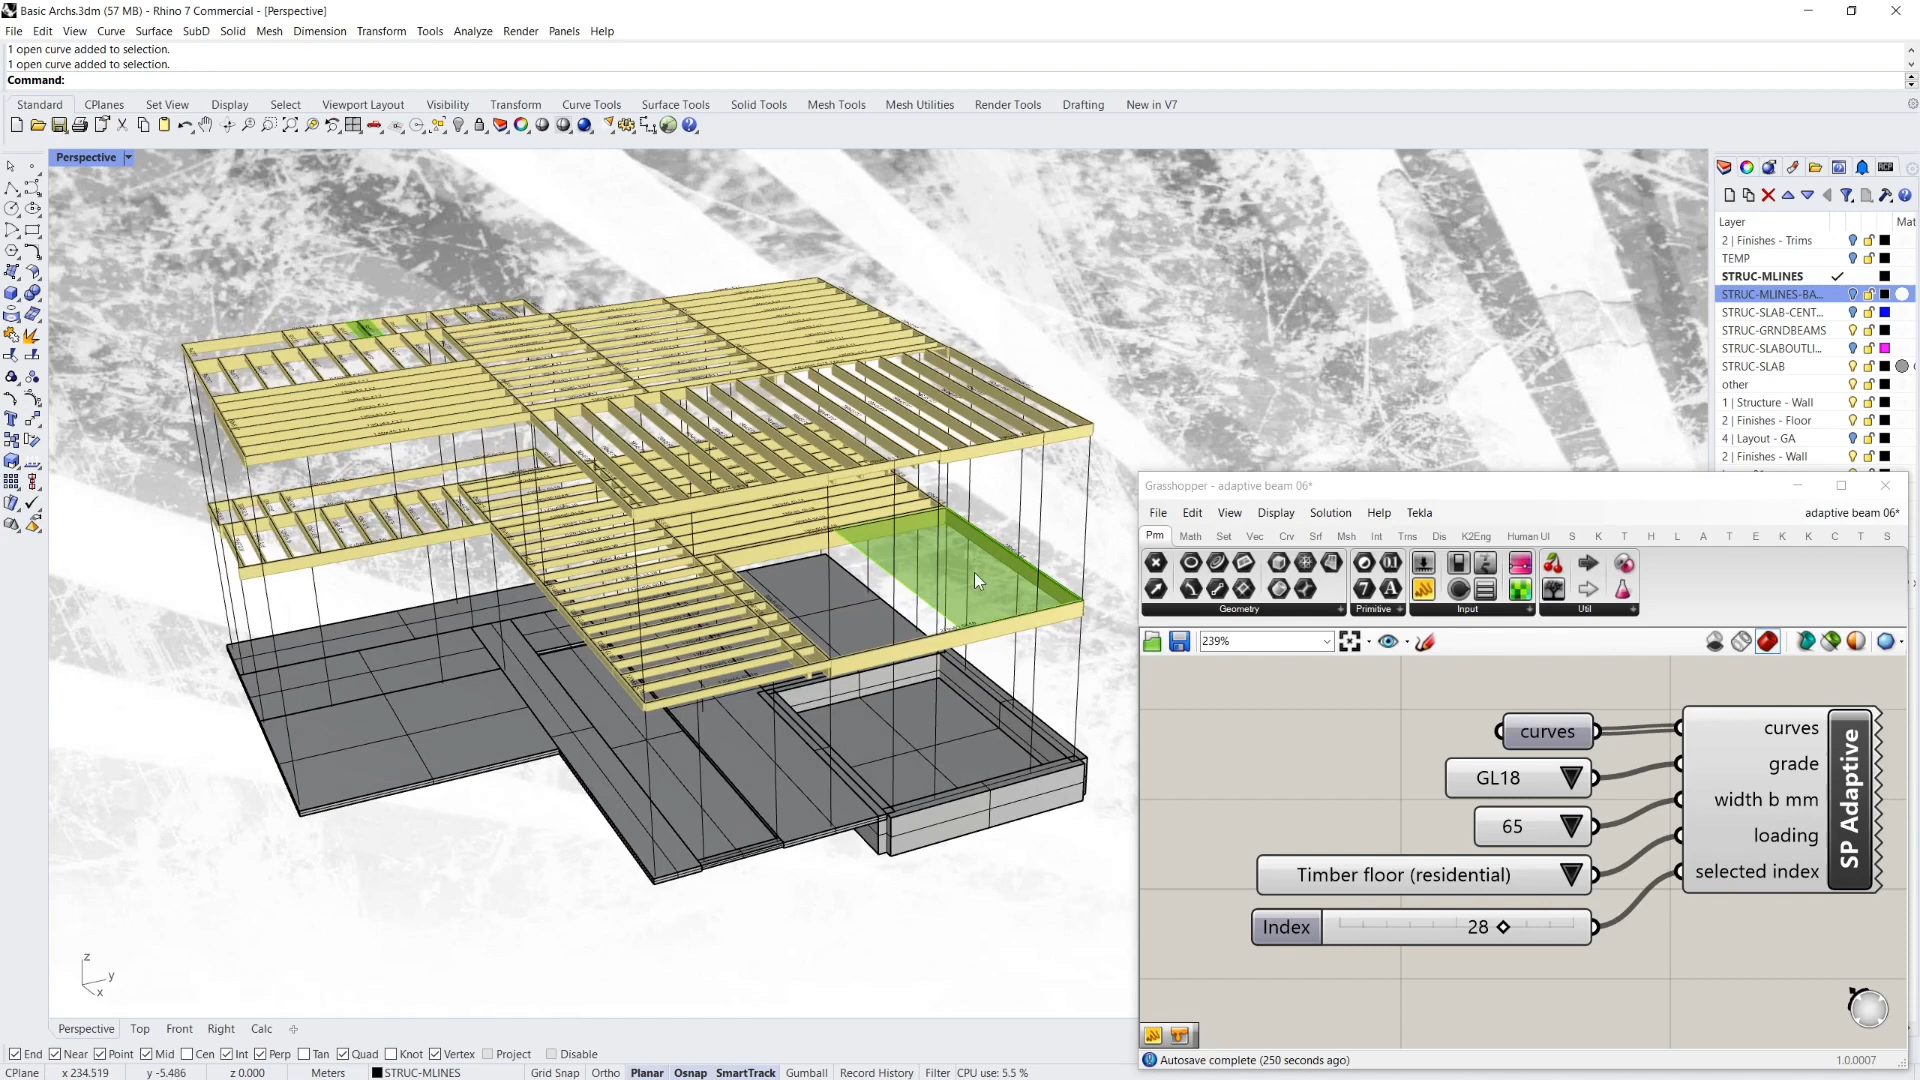 Basic Archs.3dm (57 MB) - Rhino 7 Commercial - [Perspective]
File Edit View Curve Surface SubD Solid Mesh Dimension Transform Tools Analyze Render Panels Help
1 open curve added to selection.
1 open curve added to selection.
Command:
Standard CPlanes Set View Display Select Viewport Layout Visibility Transform Curve Tools Surface Tools Solid Tools Mesh Tools Mesh Utilities Render Tools Drafting New in V7
Perspective
Layer Mat
2 | Finishes - Trims
TEMP
STRUC-MLINES
STRUC-MLINES-BA...
STRUC-SLAB-CENT...
STRUC-GRNDBEAMS
STRUC-SLABOUTLI...
STRUC-SLAB
other
1 | Structure - Wall
2 | Finishes - Floor
4 | Layout - GA
2 | Finishes - Wall
Grasshopper - adaptive beam 06*
File Edit View Display Solution Help Tekla adaptive beam 06*
Prm Math Set Vec Crv Srf Msh Int Trns Dis K2Eng Human UI S K T H L A T E K K C T S
Geometry Primitive Input Util
239%
curves
GL18
65
Timber floor (residential)
Index 28
curves
grade
width b mm
loading
selected index
SP Adaptive
z
y
x
Perspective Top Front Right Calc
End Near Point Mid Cen Int Perp Tan Quad Knot Vertex Project Disable
Autosave complete (250 seconds ago) 1.0.0007
CPlane x 234.519 y -5.486 z 0.000 Meters STRUC-MLINES Grid Snap Ortho Planar Osnap SmartTrack Gumball Record History Filter CPU use: 5.5 %